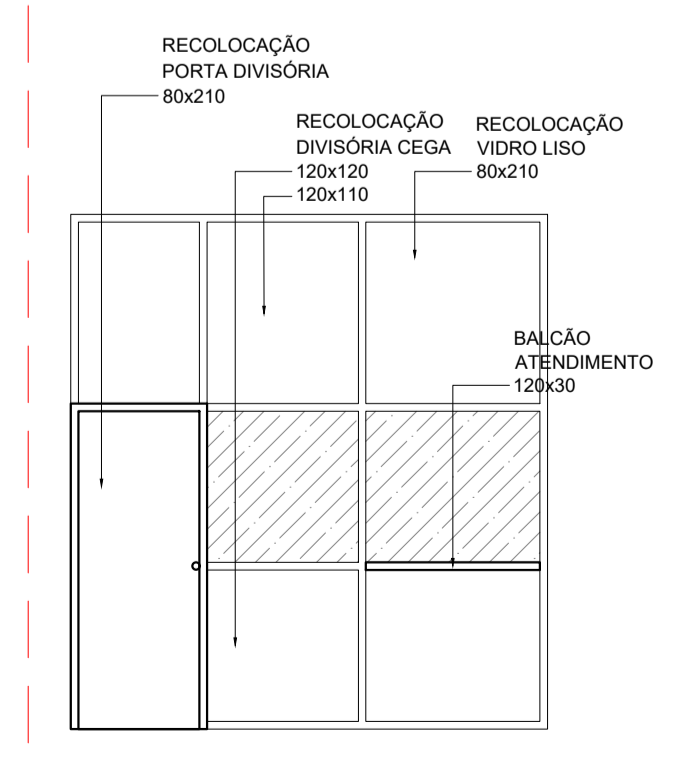 RECOLOCAÇÃO
PORTA DIVISÓRIA
80x210
RECOLOCAÇÃO
DIVISÓRIA CEGA
120x120
120x110
RECOLOCAÇÃO
VIDRO LISO
80x210
BALCÃO
ATENDIMENTO
120x30